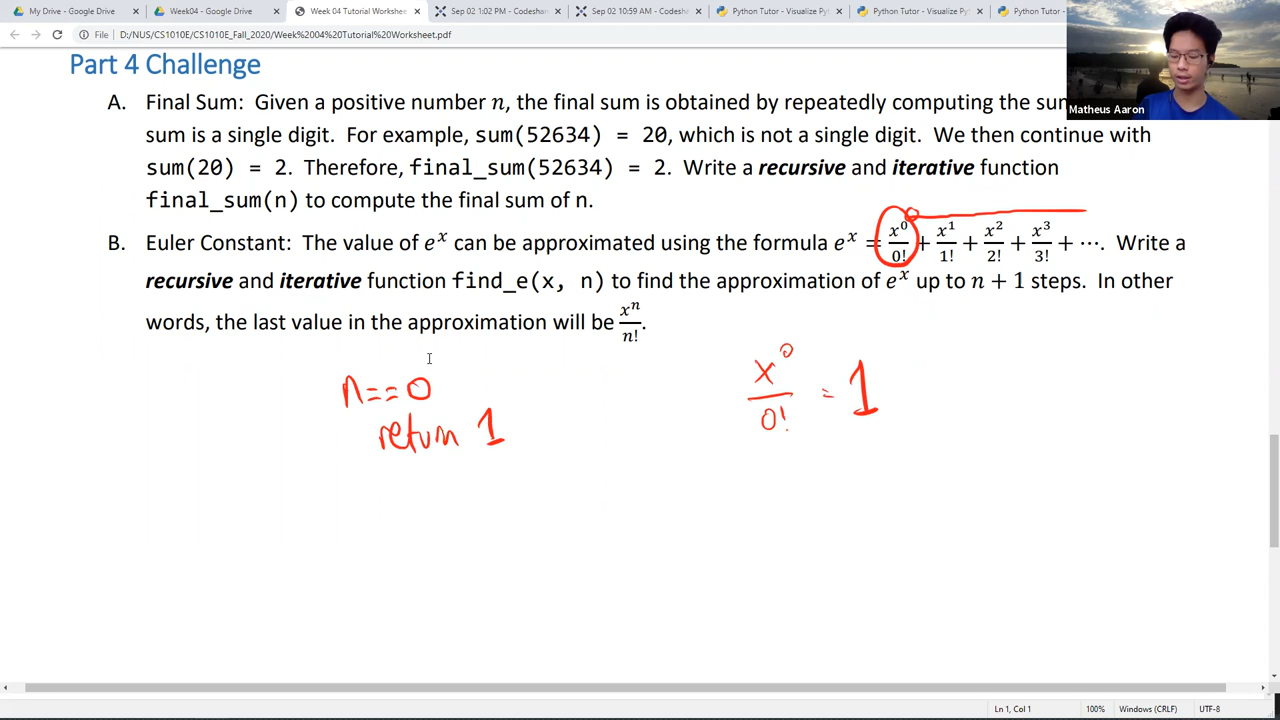 My Drive - Google Drive
Week04 - Google Drive
Week 04 Tutorial Workshee
Sep 02 1:02 PM - Codeshar
Sep 02 10:59 AM - Codesha
Python Tutor - Visualize Pyt
Python Tutor - Visualize Pyt
Python Tutor
File D:/NUS/CS1010E/CS1010E_Fall_2020/Week%2004%20Tutorial%20Worksheet.pdf
Matheus Aaron
Part 4 Challenge
A. Final Sum: Given a positive number n, the final sum is obtained by repeatedly computing the sum
sum is a single digit. For example, sum(52634) = 20, which is not a single digit. We then continue with
sum(20) = 2. Therefore, final_sum(52634) = 2. Write a recursive and iterative function
final_sum(n) to compute the final sum of n.
B. Euler Constant: The value of e^x can be approximated using the formula e^x = x^0/0! + x^1/1! + x^2/2! + x^3/3! + ⋯. Write a
recursive and iterative function find_e(x, n) to find the approximation of e^x up to n + 1 steps. In other
words, the last value in the approximation will be x^n/n!.
n==0
return 1
x^0/0! = 1
Ln 1, Col 1
100%
Windows (CRLF)
UTF-8